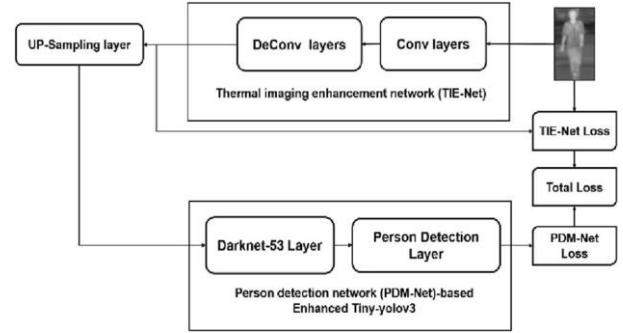 UP-Sampling layer
DeConv layers
Conv layers
Thermal imaging enhancement network (TIE-Net)
TIE-Net Loss
Total Loss
Darknet-53 Layer
Person Detection
Layer
PDM-Net
Loss
Person detection network (PDM-Net)-based
Enhanced Tiny-yolov3